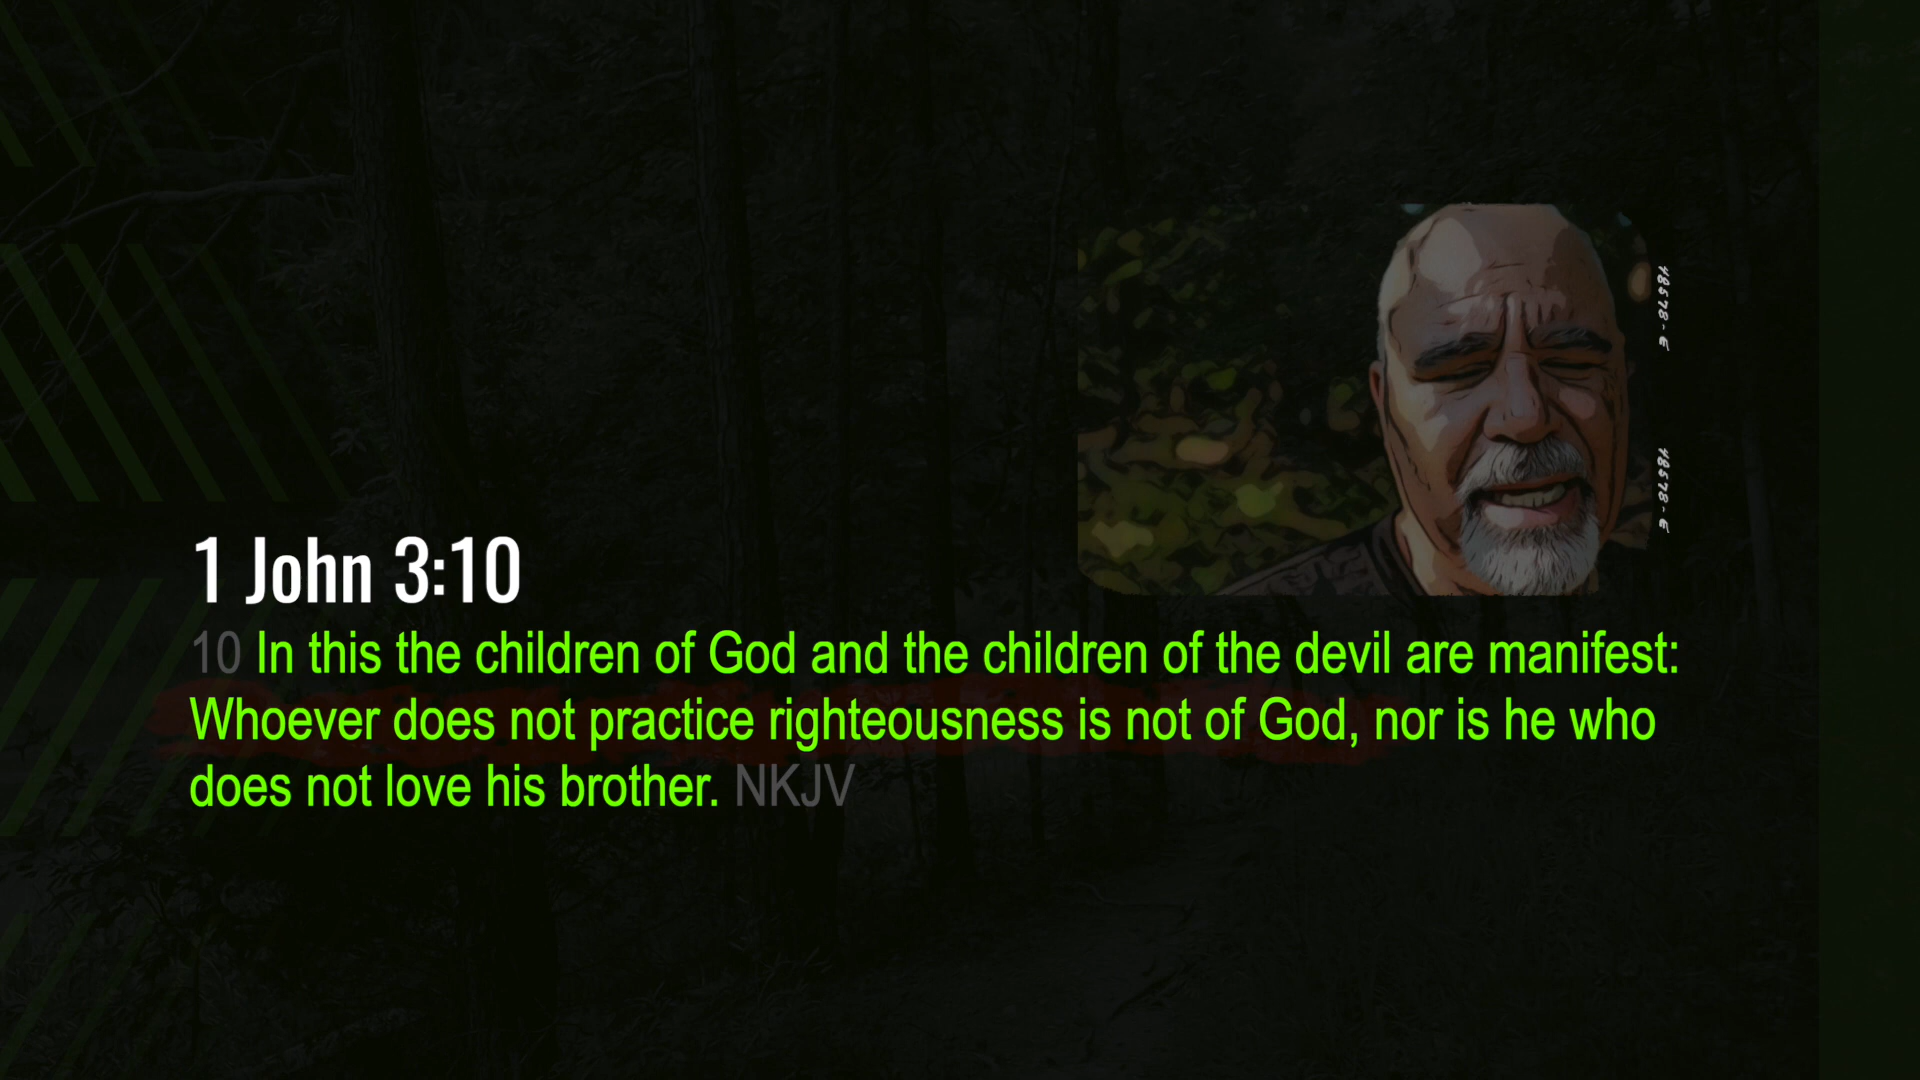 48578-E
48578-E
1 John 3:10
10 In this the children of God and the children of the devil are manifest:
Whoever does not practice righteousness is not of God, nor is he who
does not love his brother. NKJV